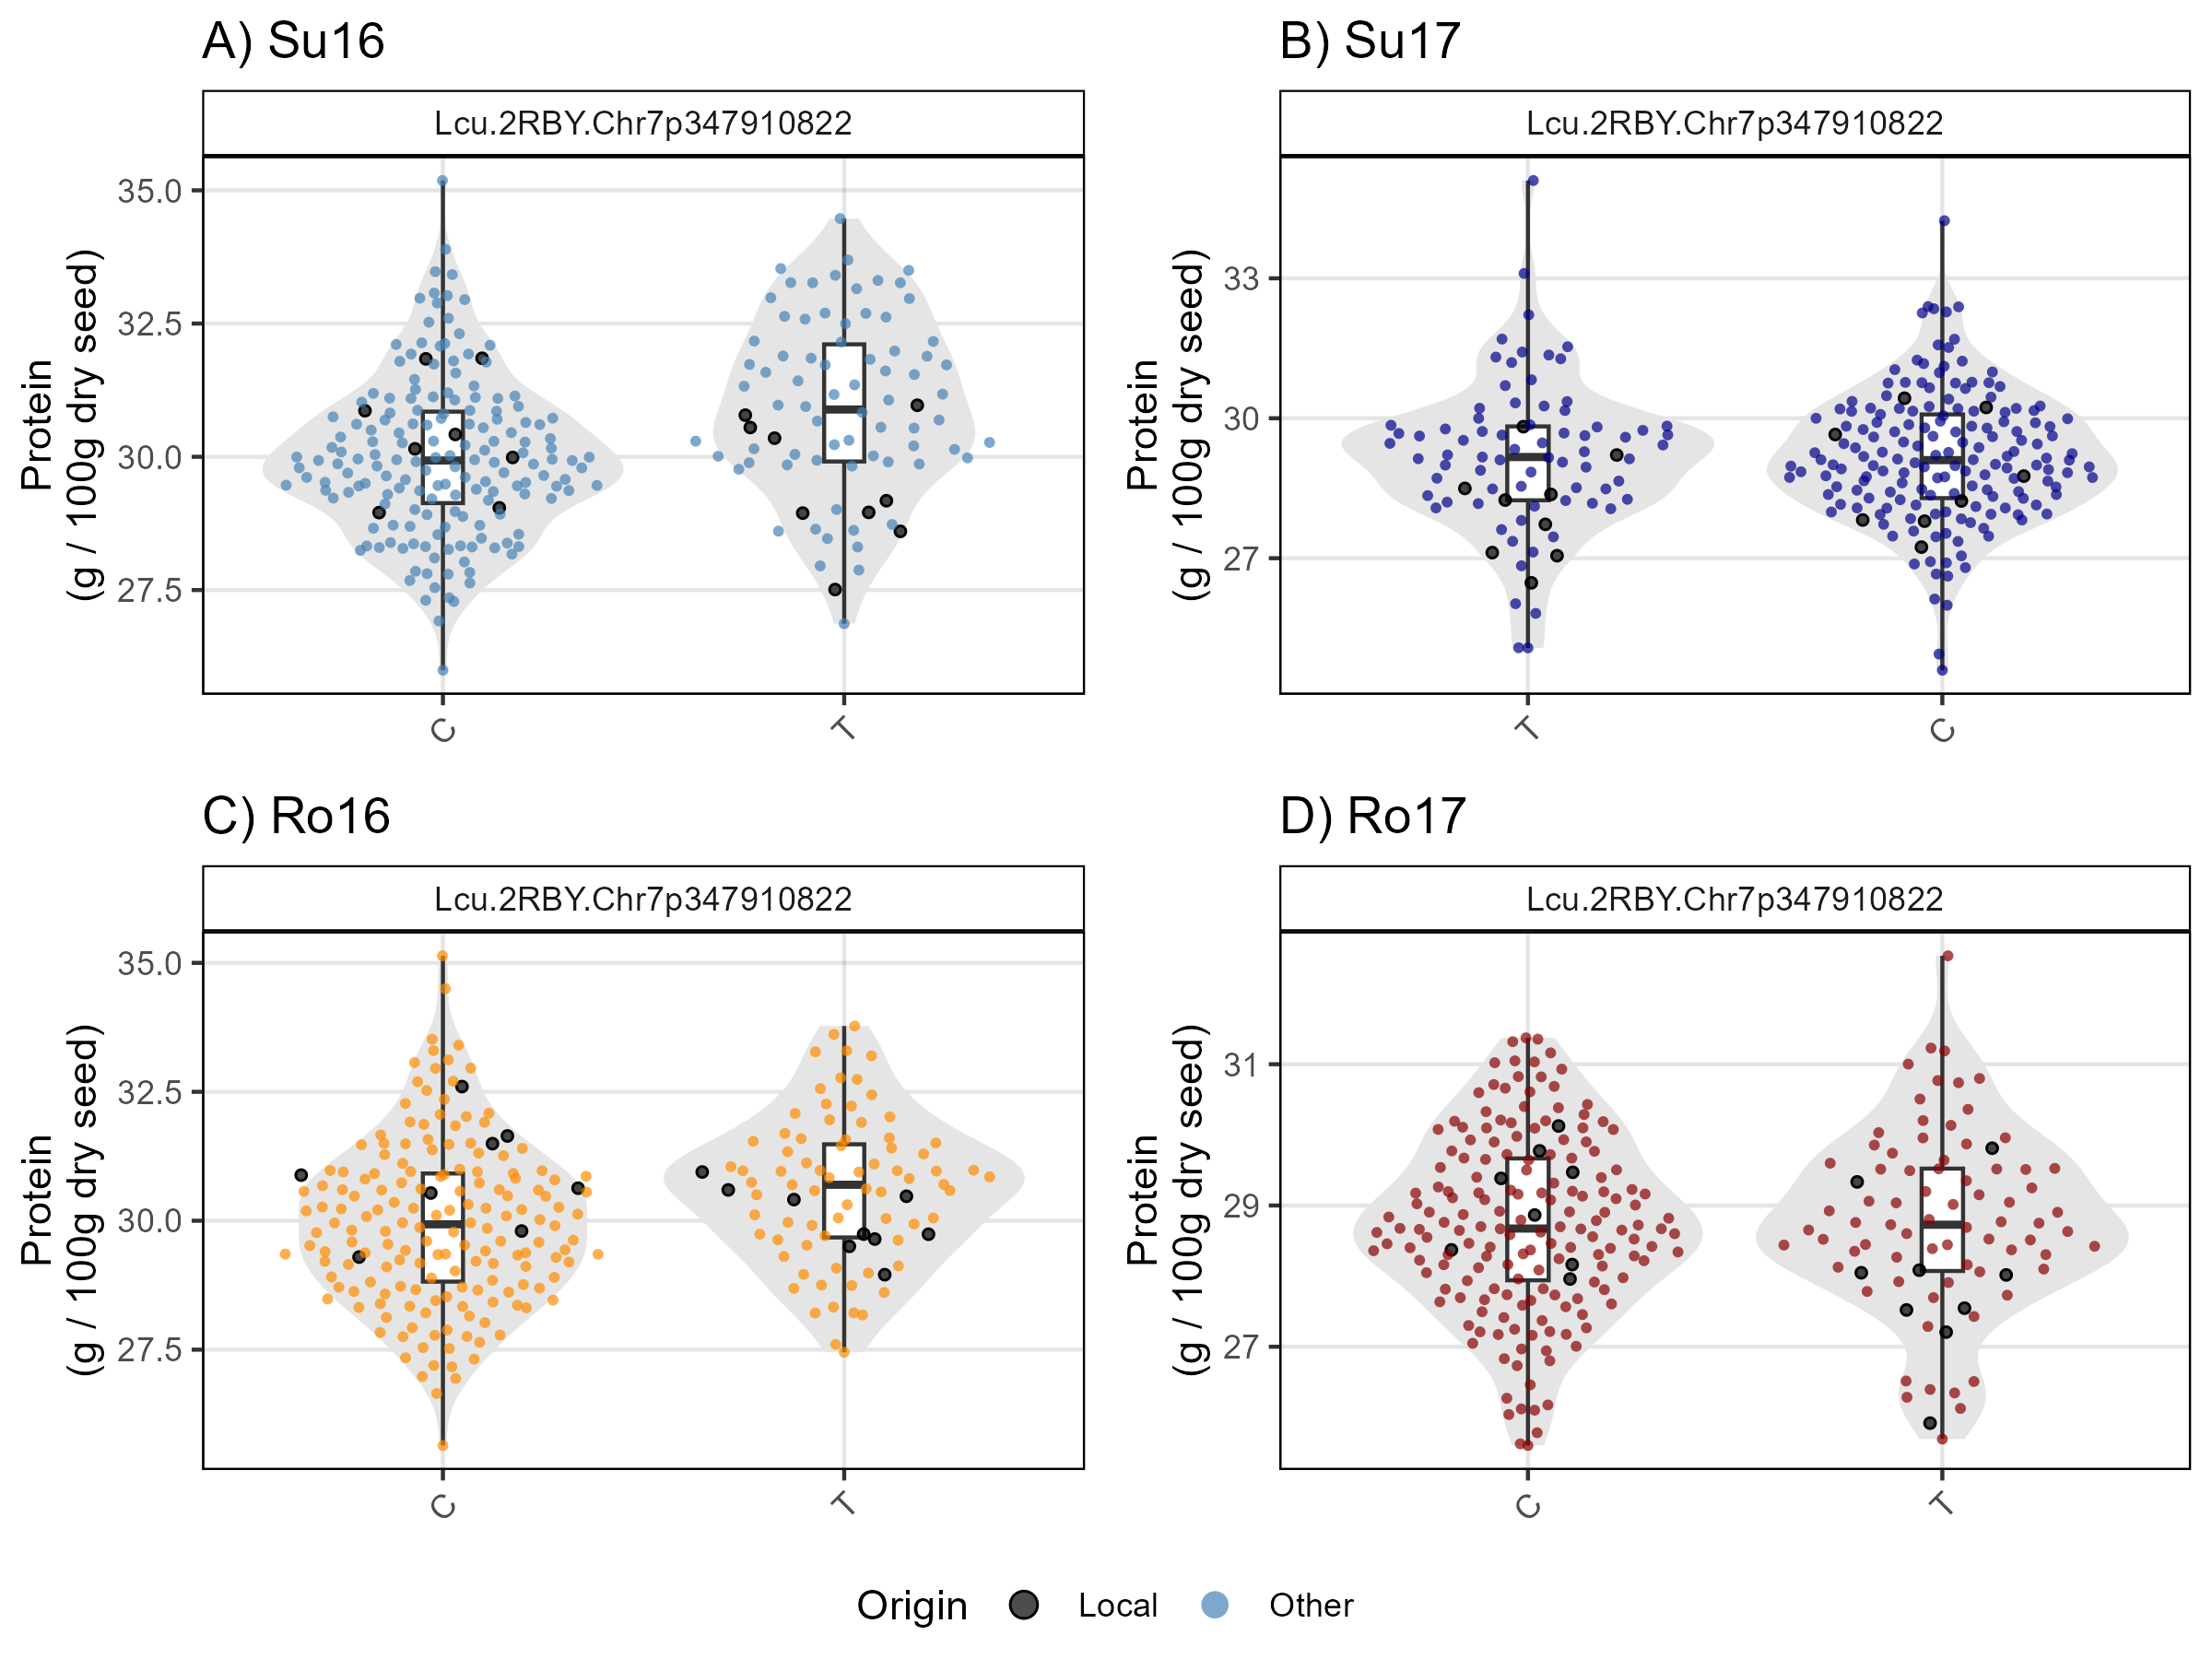 A) Su16
Lcu.2RBY.Chr7p347910822
Protein
(g / 100g dry seed)
35.0
32.5
30.0
27.5
C
T
B) Su17
Lcu.2RBY.Chr7p347910822
Protein
(g / 100g dry seed)
33
30
27
T
C
C) Ro16
Lcu.2RBY.Chr7p347910822
Protein
(g / 100g dry seed)
35.0
32.5
30.0
27.5
C
T
D) Ro17
Lcu.2RBY.Chr7p347910822
Protein
(g / 100g dry seed)
31
29
27
C
T
Origin Local Other